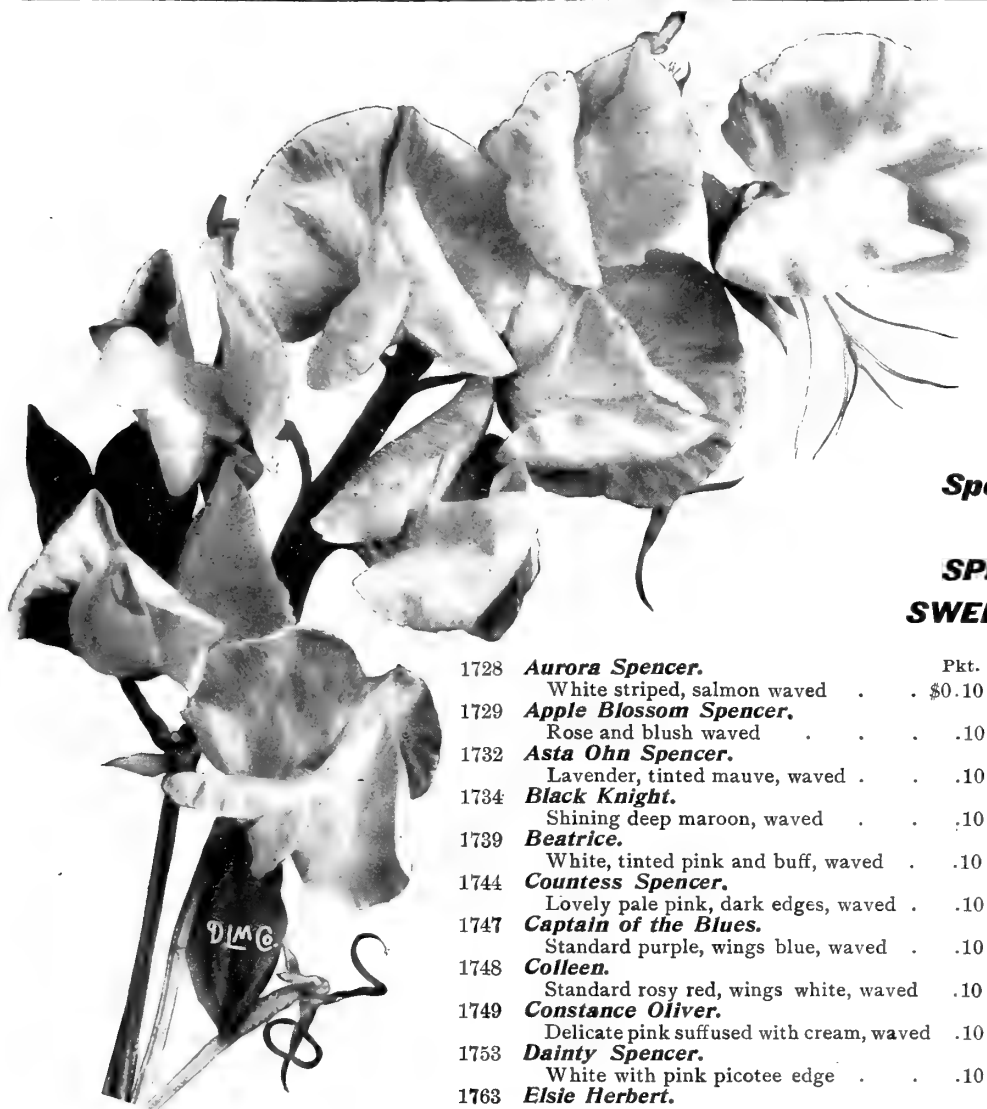 SWE
1728 Aurora Spencer. Pkt.
White striped, salmon waved . . $0.10
1729 Apple Blossom Spencer.
Rose and blush waved . . . .10
1732 Asta Ohn Spencer.
Lavender, tinted mauve, waved . . .10
1734 Black Knight.
Shining deep maroon, waved . . .10
1739 Beatrice.
White, tinted pink and buff, waved . .10
1744 Countess Spencer.
Lovely pale pink, dark edges, waved . .10
1747 Captain of the Blues.
Standard purple, wings blue, waved . .10
1748 Colleen.
Standard rosy red, wings white, waved .10
1749 Constance Oliver.
Delicate pink suffused with cream, waved .10
1753 Dainty Spencer.
White with pink picotee edge . . .10
1763 Elsie Herbert.
DLM Co.